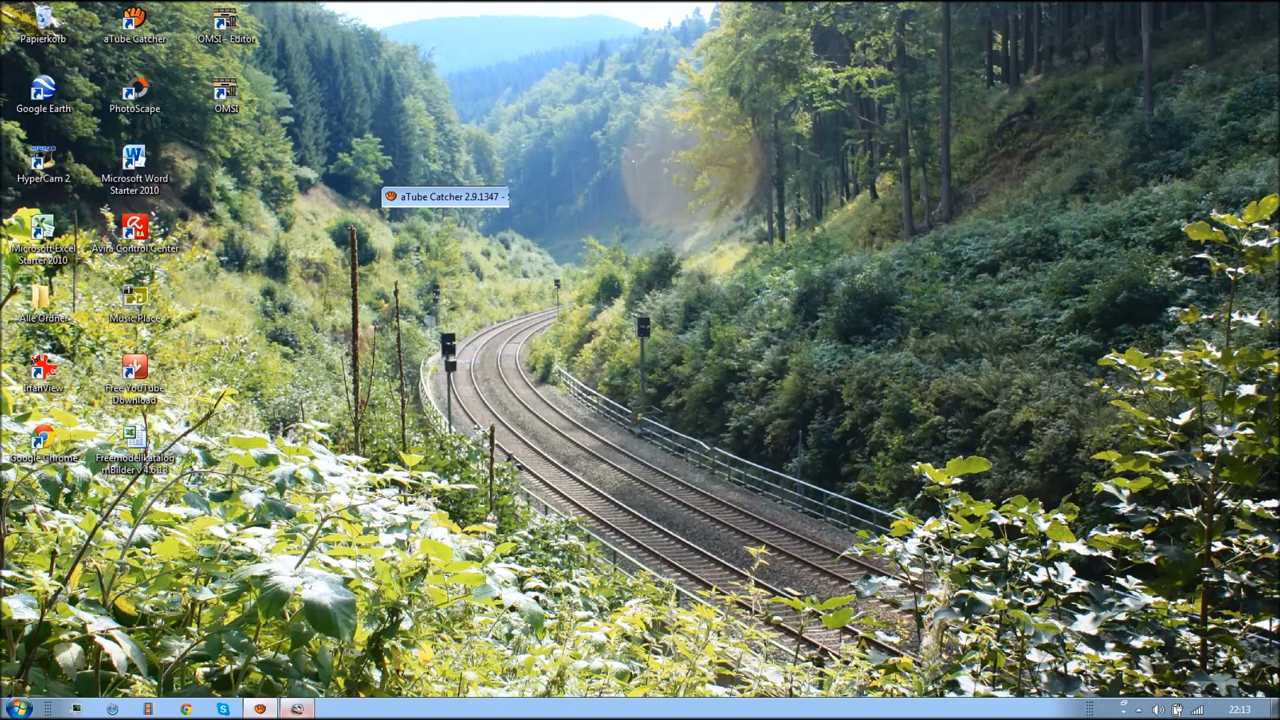 Papierkorb
aTube Catcher
OMSI - Editor
Google Earth
PhotoScape
OMSI
HyperCam 2
Microsoft Word
Starter 2010
aTube Catcher 2.9.1347 -
Microsoft Excel
Starter 2010
Avira Control Center
Alle Ordner
Music Place
IrfanView
Free YouTube
Download
Google Chrome
Freemodellkatalog
mBilder v 4.6.13
22:13